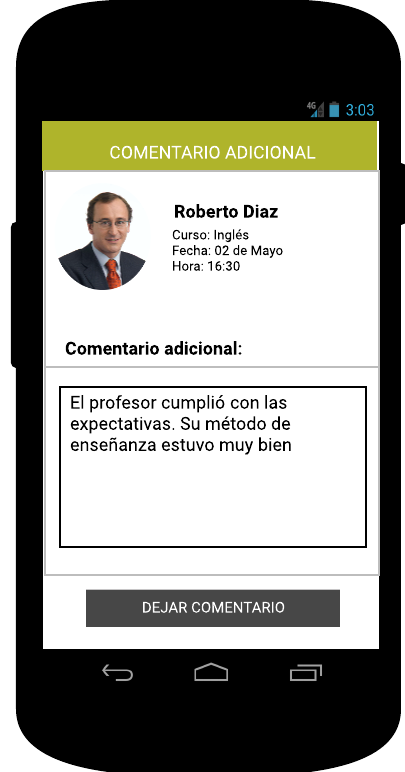 4G 3:03
COMENTARIO ADICIONAL
Roberto Diaz
Curso: Inglés
Fecha: 02 de Mayo
Hora: 16:30
Comentario adicional:
El profesor cumplió con las
expectativas. Su método de
enseñanza estuvo muy bien
DEJAR COMENTARIO